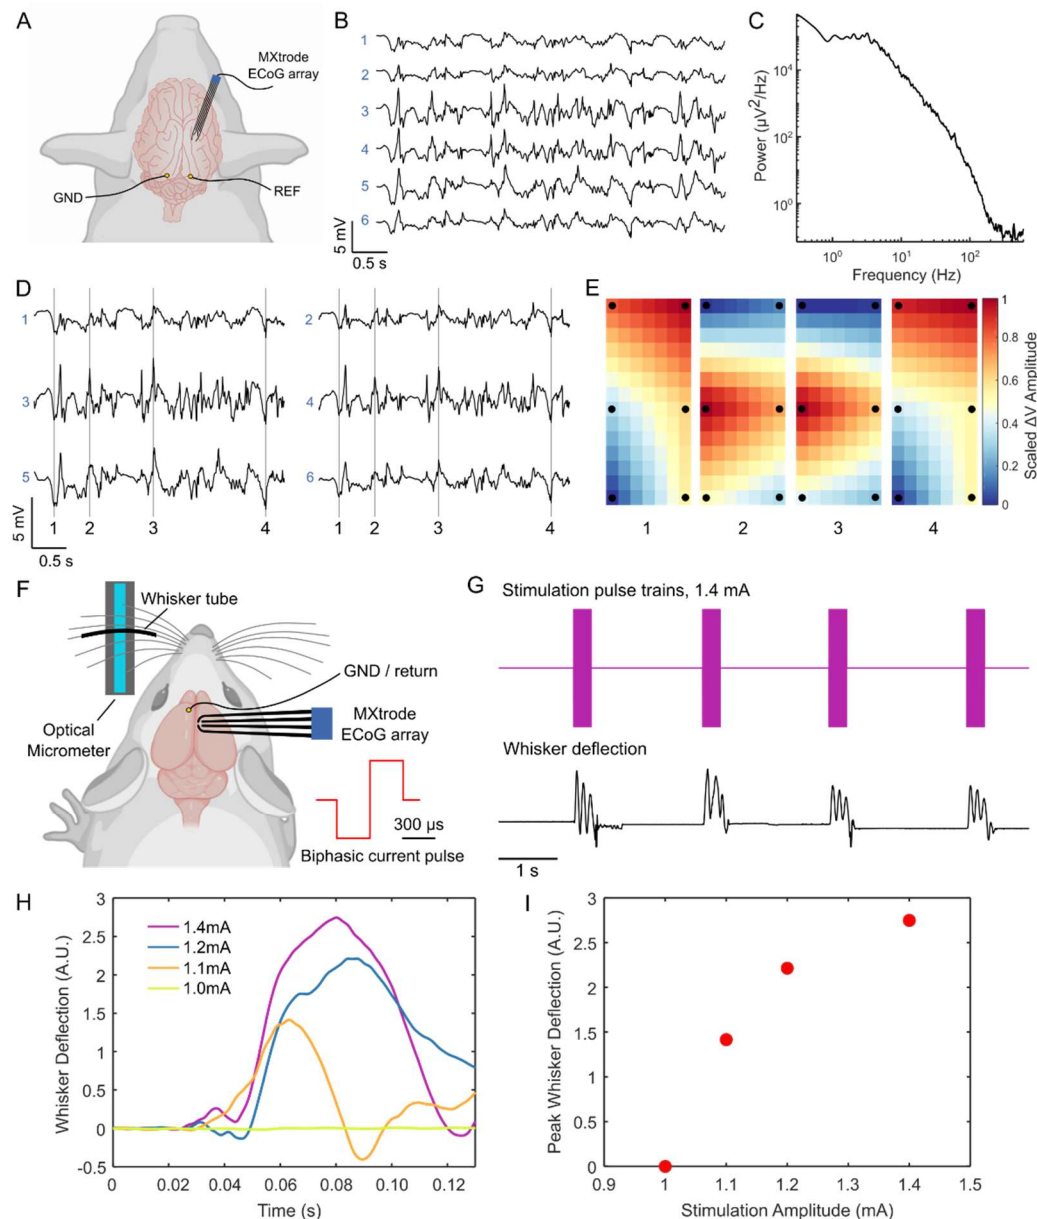 A
MXtrode
ECoG array
GND
REF
B
1
2
3
4
5
6
5 mV
0.5 s
C
Power (µV²/Hz)
10⁴
10²
10⁰
10⁰
10¹
10²
Frequency (Hz)
D
1
2
3
4
5
6
5 mV
1
2
3
4
1
2
3
4
0.5 s
E
1
2
3
4
1
0.8
0.6
0.4
0.2
0
Scaled ΔV Amplitude
F
Whisker tube
GND / return
MXtrode
ECoG array
Optical
Micrometer
300 µs
Biphasic current pulse
G
Stimulation pulse trains, 1.4 mA
Whisker deflection
1 s
H
Whisker Deflection (A.U.)
3
2.5
2
1.5
1
0.5
0
-0.5
1.4mA
1.2mA
1.1mA
1.0mA
0
0.02
0.04
0.06
0.08
0.10
0.12
Time (s)
I
Peak Whisker Deflection (A.U.)
3
2.5
2
1.5
1
0.5
0
0.9
1
1.1
1.2
1.3
1.4
1.5
Stimulation Amplitude (mA)